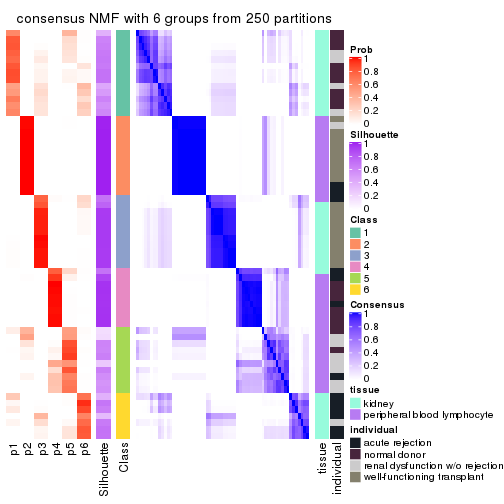 consensus NMF with 6 groups from 250 partitions
Prob
1
0.8
0.6
0.4
0.2
0
Silhouette
1
0.8
0.6
0.4
0.2
0
Class
1
2
3
4
5
6
Consensus
1
0.8
0.6
0.4
0.2
0
tissue
kidney
peripheral blood lymphocyte
individual
acute rejection
normal donor
renal dysfunction w/o rejection
well-functioning transplant
p1
p2
p3
p4
p5
p6
Silhouette
Class
tissue
individual